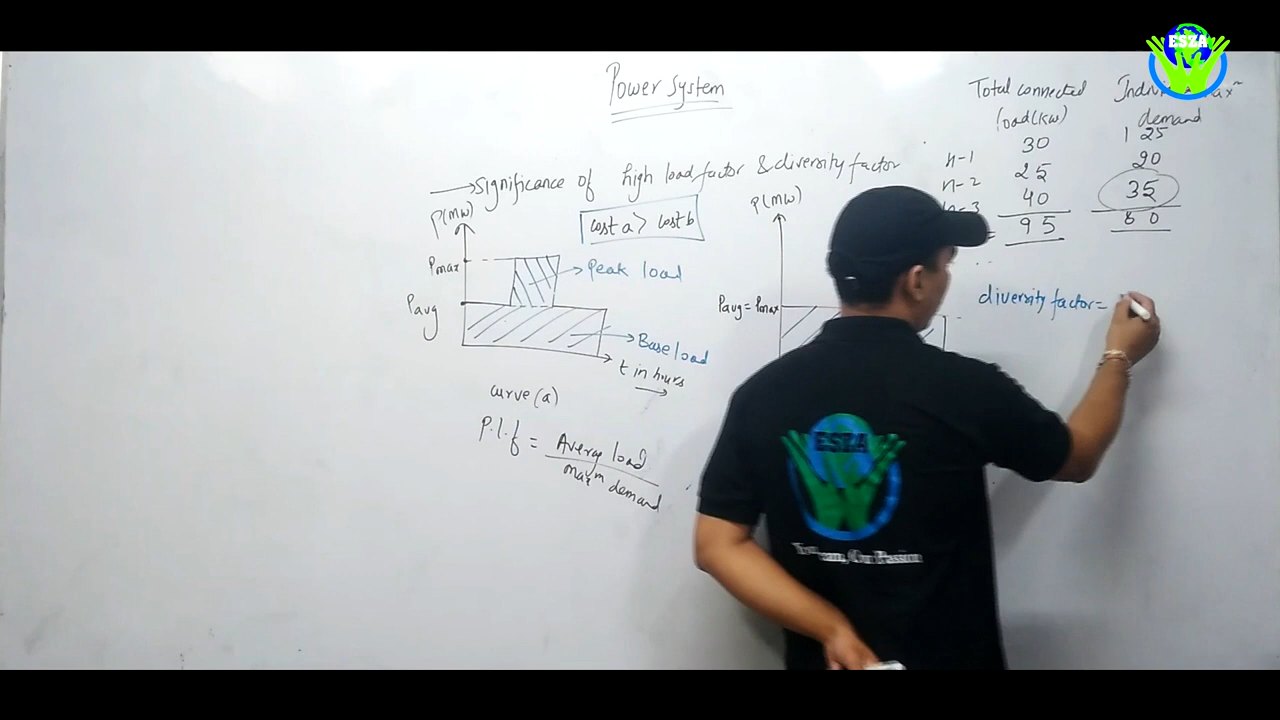 ESZA
Power System
→ Significance of high load factor & diversity factor
P(MW)
cost a > cost b
Pmax
Peak load
Pavg
Base load
t in hours
curve (a)
P.l.f = Average load
maxm demand
P(MW)
Pavg = Pmax
Total connected
load (kw)
demand
h-1 30 25
h-2 25 20
40 35
= 95 80
diversity factor =
ESZA